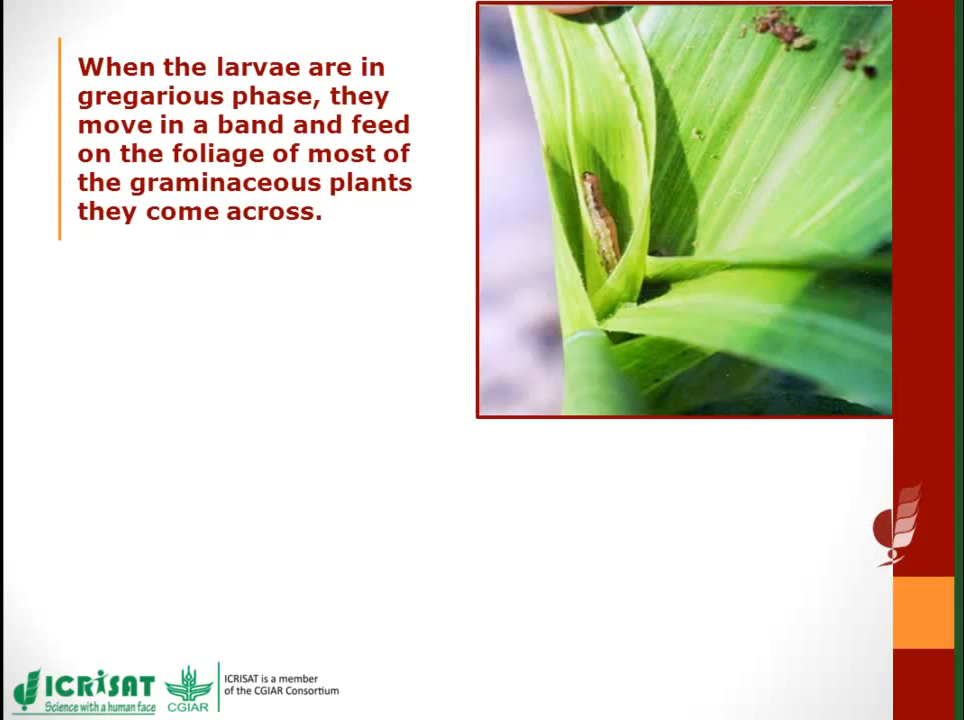 When the larvae are in
gregarious phase, they
move in a band and feed
on the foliage of most of
the graminaceous plants
they come across.
ICRISAT
Science with a human face
CGIAR
ICRISAT is a member
of the CGIAR Consortium